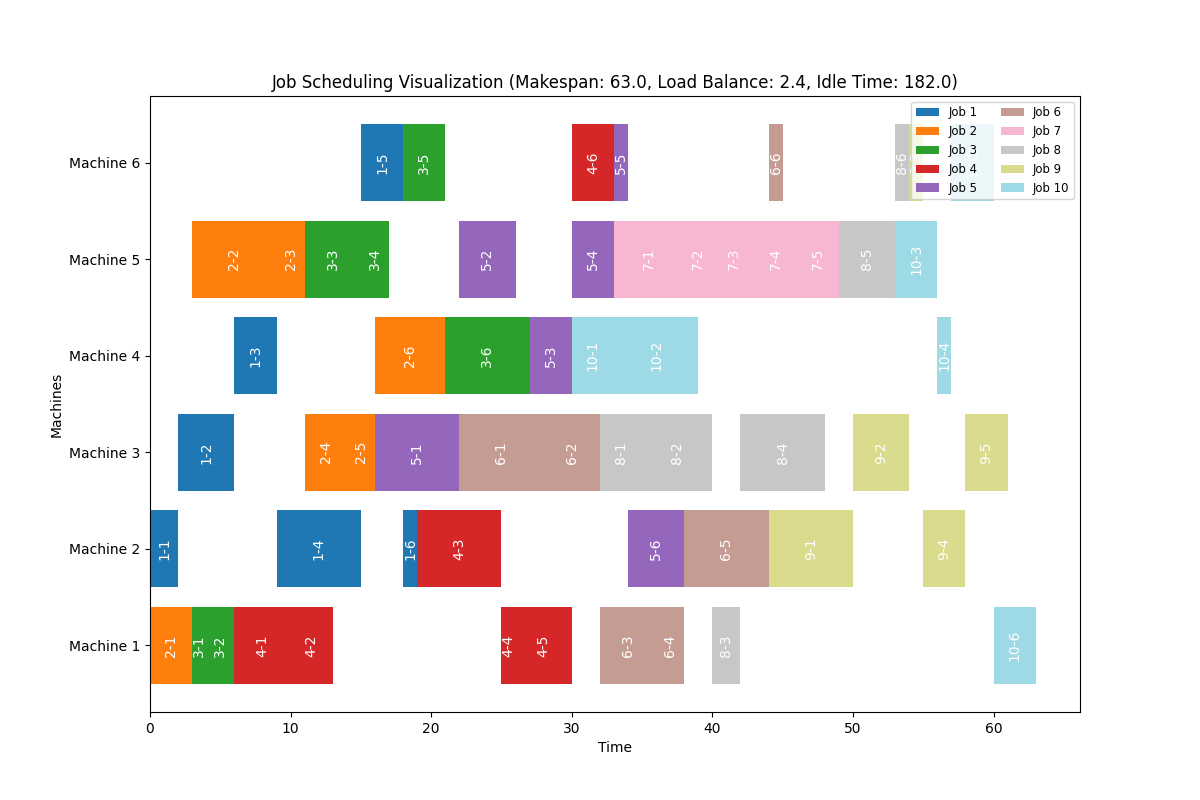 Job Scheduling Visualization (Makespan: 63.0, Load Balance: 2.4, Idle Time: 182.0)
Job 1 Job 6
Job 2 Job 7
Job 3 Job 8
Job 4 Job 9
Job 5 Job 10
Machine 6 1-5 3-5 4-6 5-5 6-6 8-6
Machine 5 2-2 2-3 3-3 3-4 5-2 5-4 7-1 7-2 7-3 7-4 7-5 8-5 10-3
Machine 4 1-3 2-6 3-6 5-3 10-1 10-2 10-4
Machine 3 1-2 2-4 2-5 5-1 6-1 6-2 8-1 8-2 8-4 9-2 9-5
Machine 2 1-1 1-4 1-6 4-3 5-6 6-5 9-1 9-4
Machine 1 2-1 3-1 3-2 4-1 4-2 4-4 4-5 6-3 6-4 8-3 10-6
Machines
0 10 20 30 40 50 60
Time